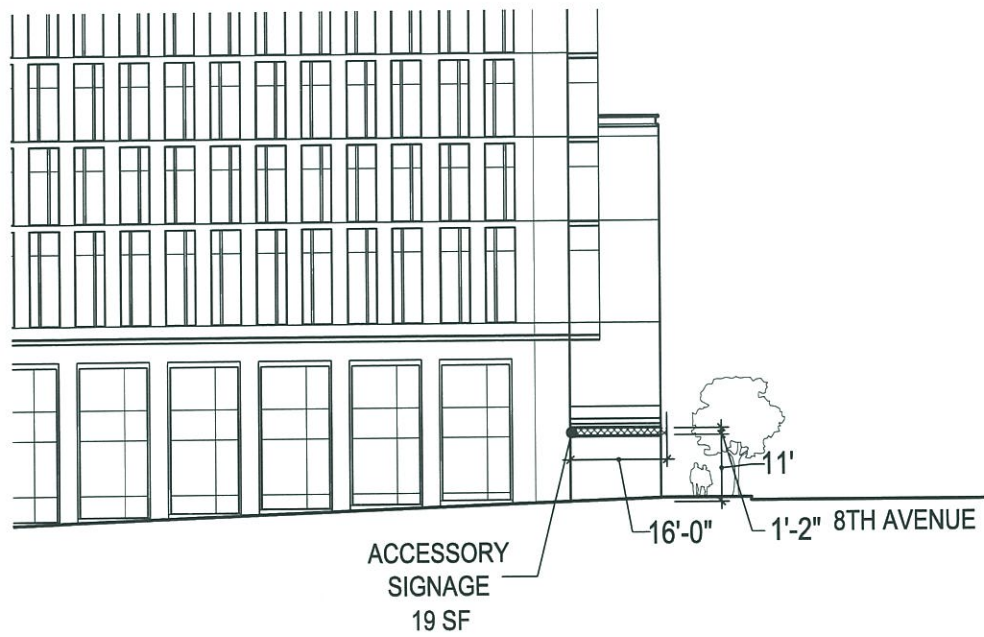 11'
16'-0"
1'-2"
8TH AVENUE
ACCESSORY
SIGNAGE
19 SF